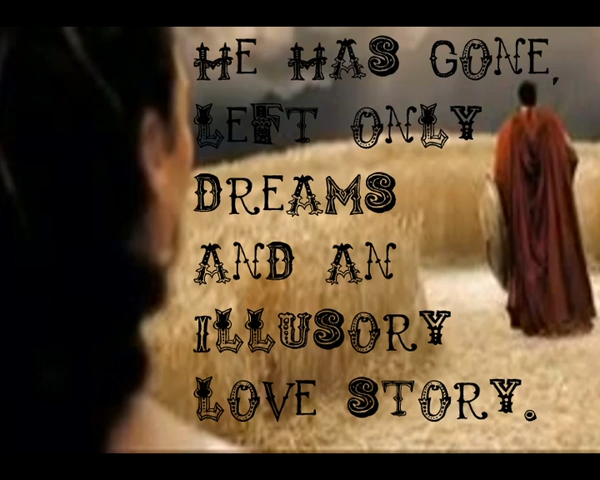 He has gone,
left only
dreams
and an
illusory
love story.